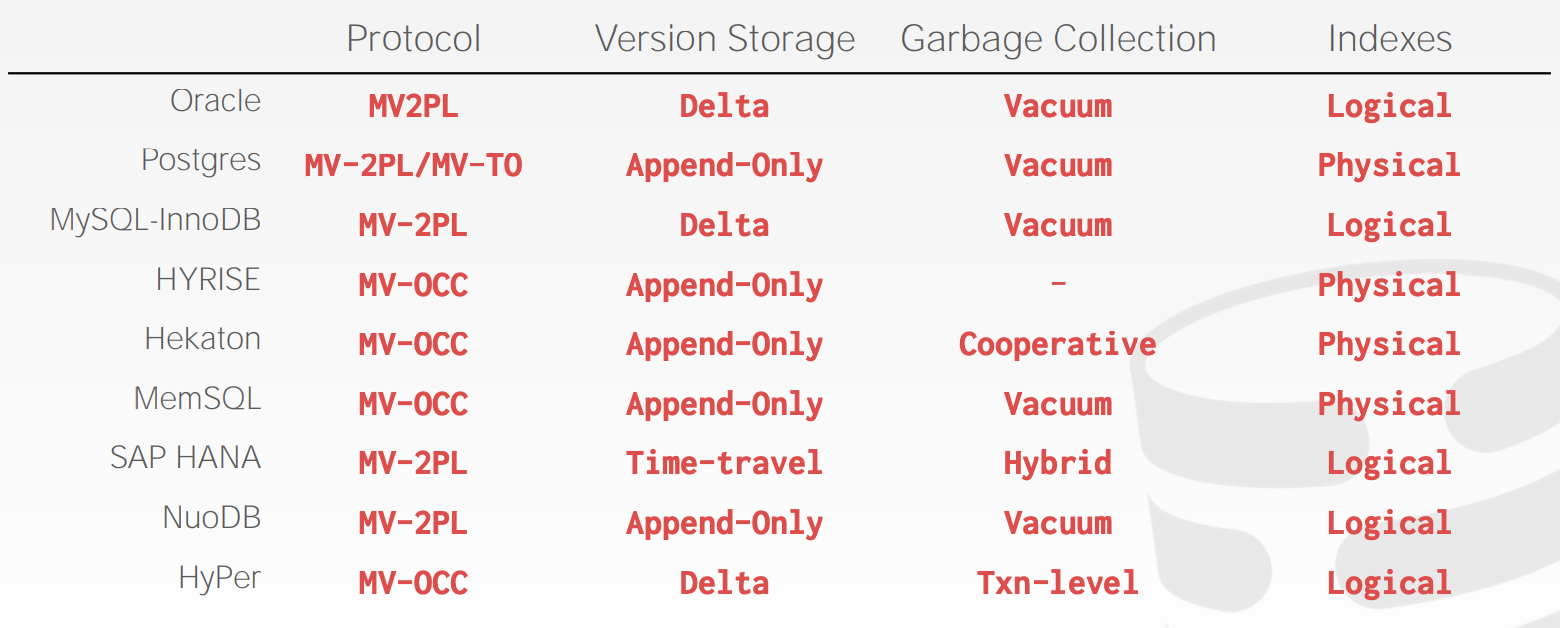 Protocol Version Storage Garbage Collection Indexes
Oracle MV2PL Delta Vacuum Logical
Postgres MV-2PL/MV-TO Append-Only Vacuum Physical
MySQL-InnoDB MV-2PL Delta Vacuum Logical
HYRISE MV-OCC Append-Only – Physical
Hekaton MV-OCC Append-Only Cooperative Physical
MemSQL MV-OCC Append-Only Vacuum Physical
SAP HANA MV-2PL Time-travel Hybrid Logical
NuoDB MV-2PL Append-Only Vacuum Logical
HyPer MV-OCC Delta Txn-level Logical